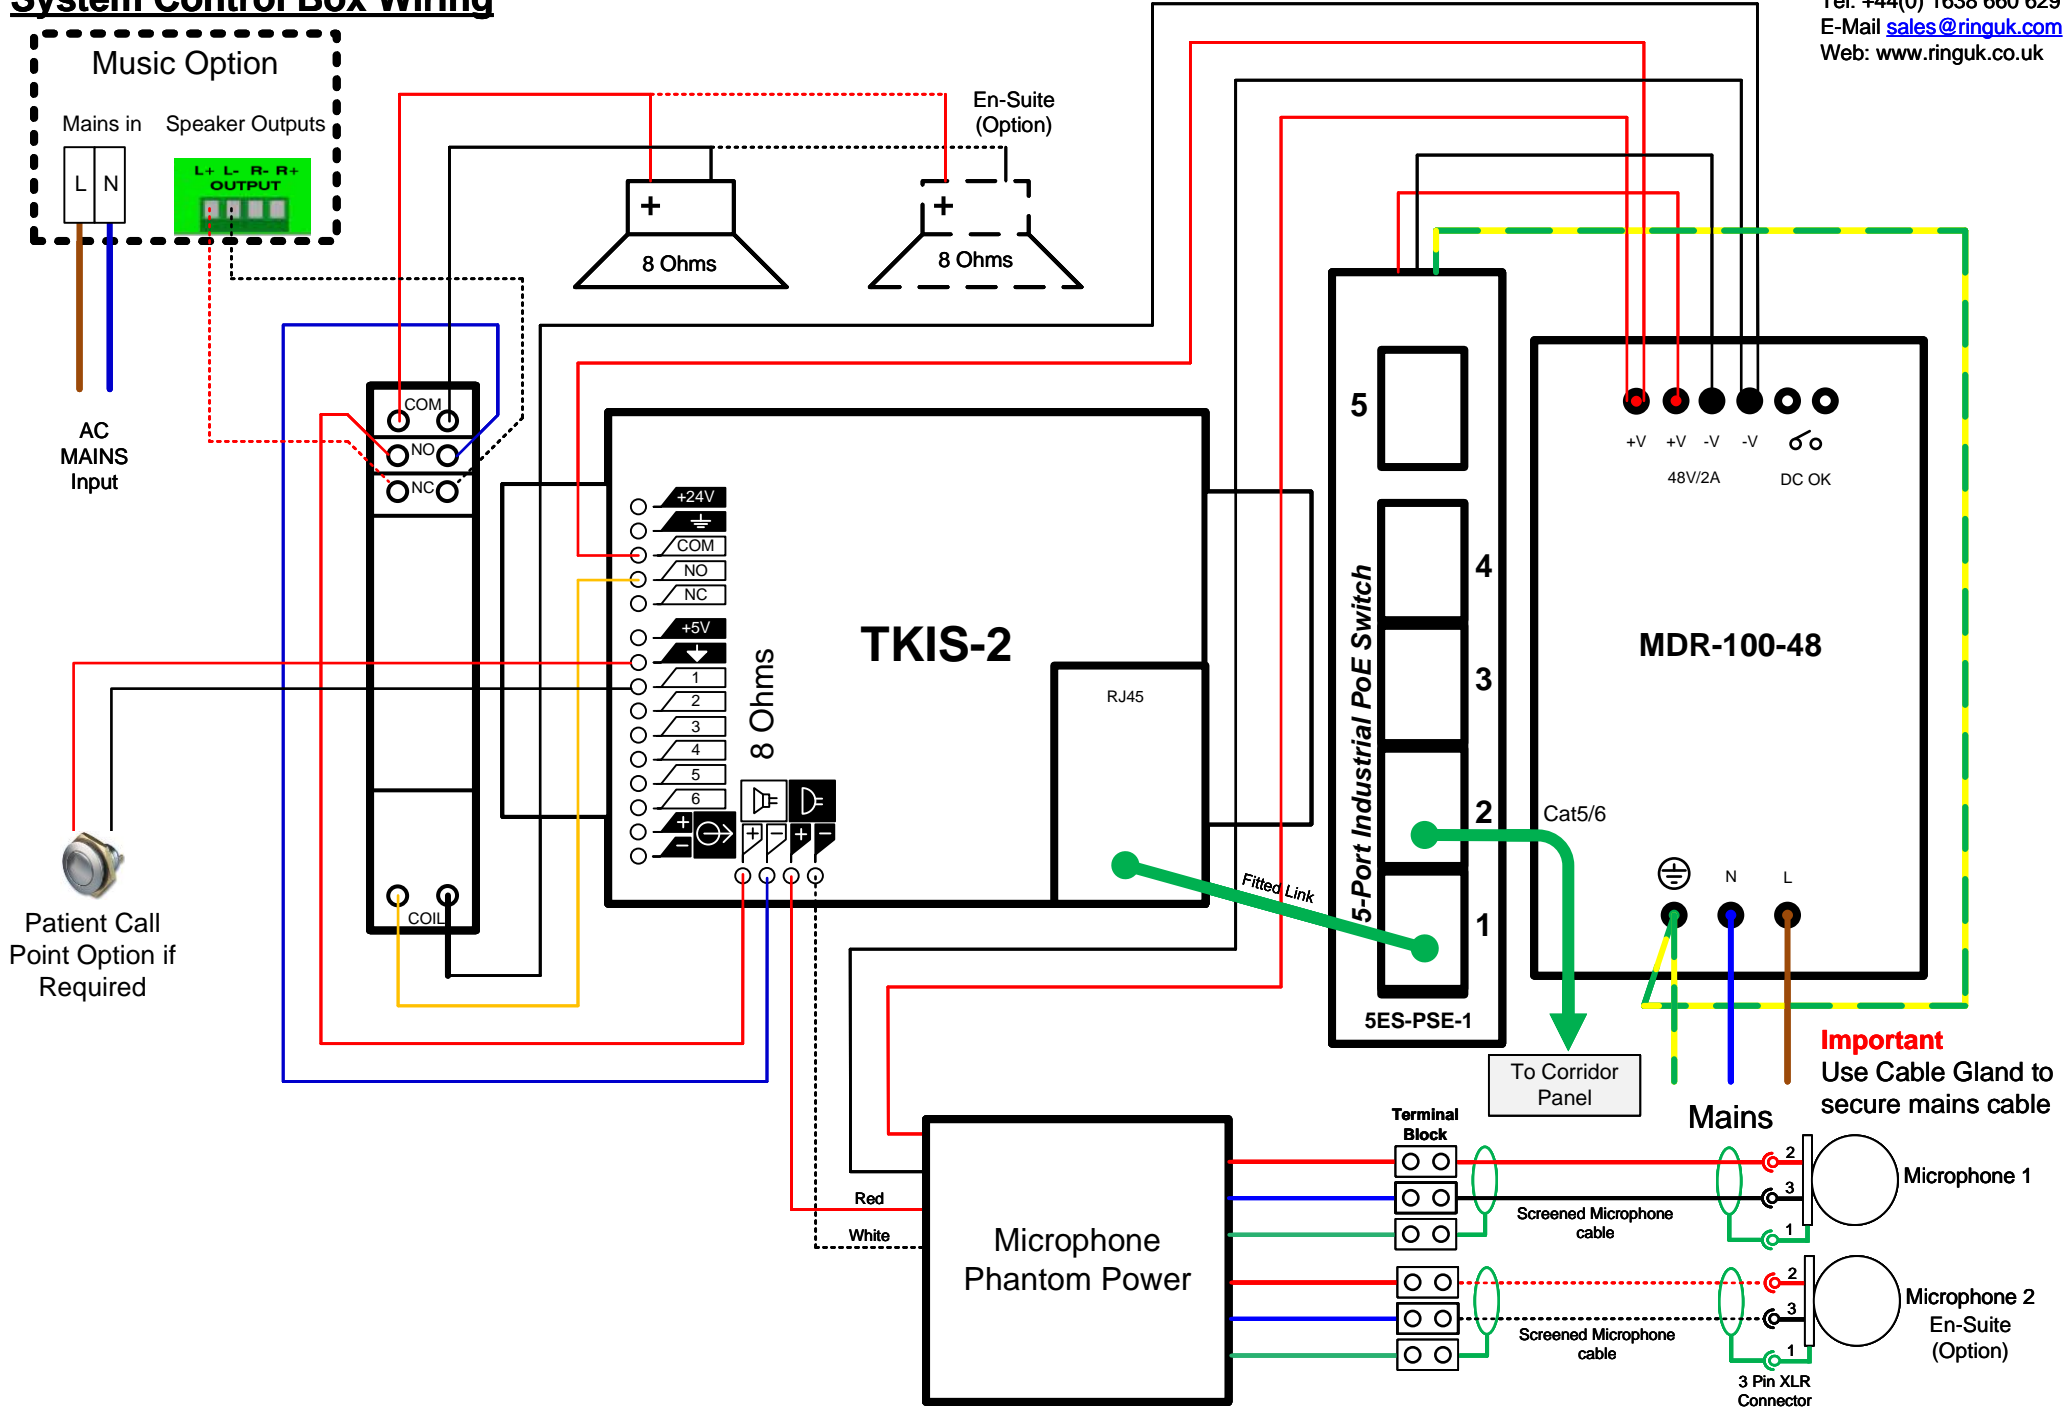 System Control Box Wiring
Tel: +44(0) 1638 660 629
E-Mail sales@ringuk.com
Web: www.ringuk.co.uk
Music Option
Mains in
Speaker Outputs
L N
L+ L- R- R+
OUTPUT
AC
MAINS
Input
En-Suite
(Option)
+
8 Ohms
+
8 Ohms
COM
NO
NC
COIL
+24V
COM
NO
NC
+5V
1
2
3
4
5
6
+
-
8 Ohms
+ - + -
TKIS-2
RJ45
Fitted Link
5-Port Industrial PoE Switch
5
4
3
2
1
5ES-PSE-1
Cat5/6
To Corridor
Panel
+V +V -V -V
48V/2A
DC OK
MDR-100-48
N
L
Mains
Important
Use Cable Gland to
secure mains cable
Patient Call
Point Option if
Required
Red
White
Microphone
Phantom Power
Terminal
Block
Screened Microphone
cable
2
3
1
Microphone 1
Screened Microphone
cable
2
3
1
Microphone 2
En-Suite
(Option)
3 Pin XLR
Connector